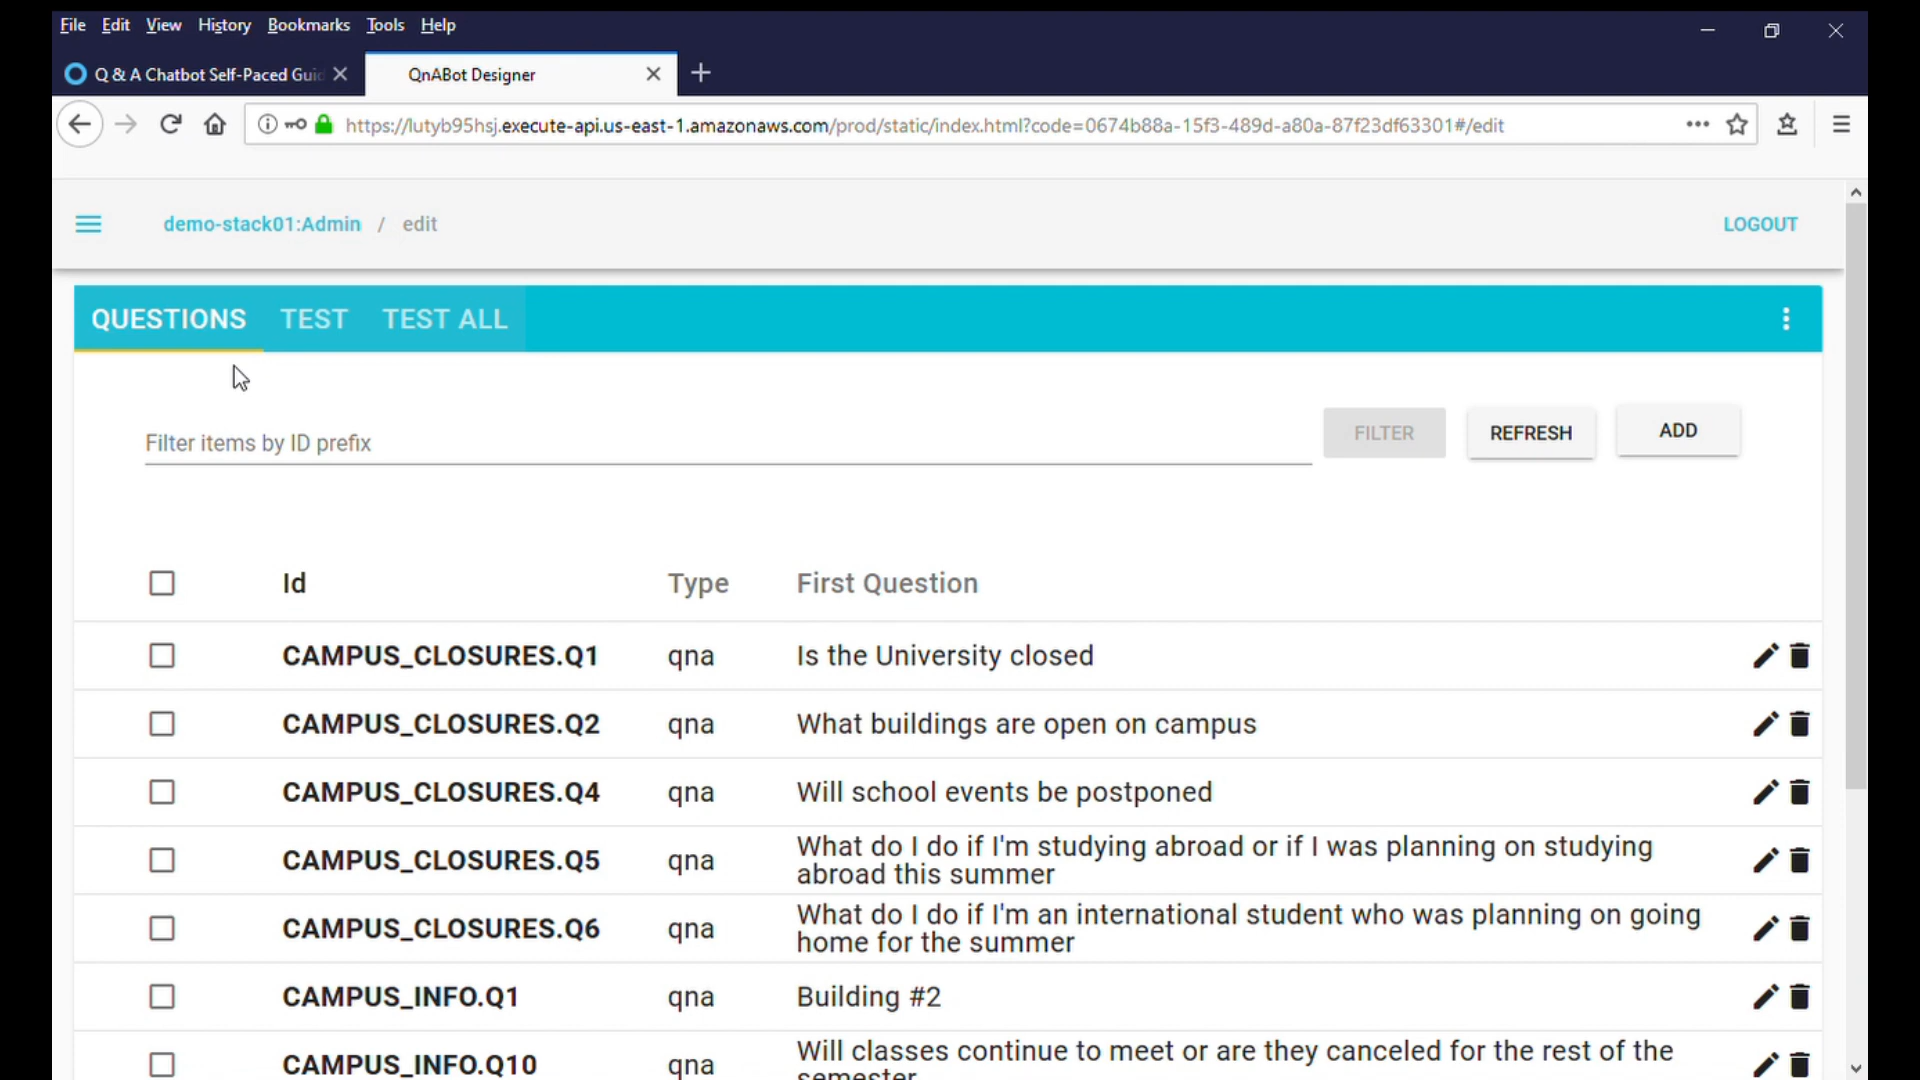 File Edit View History Bookmarks Tools Help
Q & A Chatbot Self-Paced Guid
QnABot Designer
https://lutyb95hsj.execute-api.us-east-1.amazonaws.com/prod/static/index.html?code=0674b88a-15f3-489d-a80a-87f23df63301#/edit
demo-stack01:Admin / edit
LOGOUT
QUESTIONS TEST TEST ALL
Filter items by ID prefix
FILTER REFRESH ADD
Id Type First Question
CAMPUS_CLOSURES.Q1 qna Is the University closed
CAMPUS_CLOSURES.Q2 qna What buildings are open on campus
CAMPUS_CLOSURES.Q4 qna Will school events be postponed
CAMPUS_CLOSURES.Q5 qna What do I do if I'm studying abroad or if I was planning on studying
abroad this summer
CAMPUS_CLOSURES.Q6 qna What do I do if I'm an international student who was planning on going
home for the summer
CAMPUS_INFO.Q1 qna Building #2
CAMPUS_INFO.Q10 qna Will classes continue to meet or are they canceled for the rest of the
semester